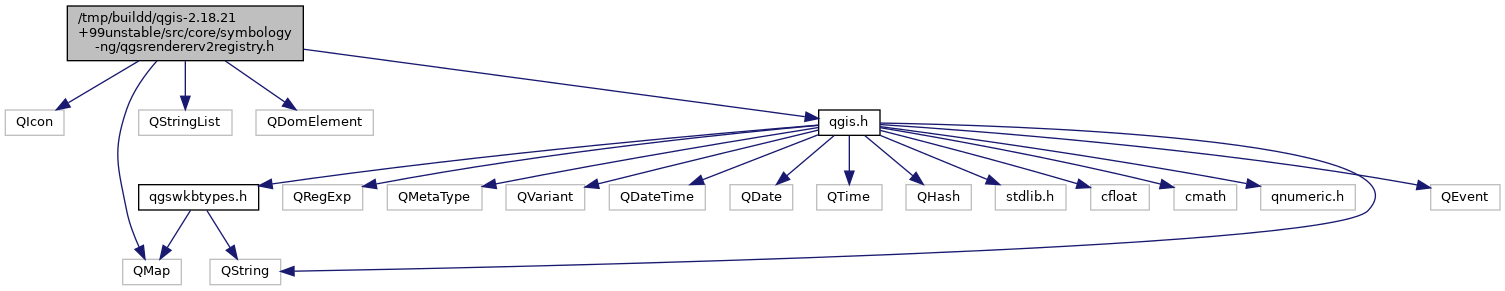 /tmp/buildd/qgis-2.18.21
+99unstable/src/core/symbology
-ng/qgsrendererv2registry.h
QIcon
QStringList
QDomElement
qgis.h
qgswkbtypes.h
QRegExp
QMetaType
QVariant
QDateTime
QDate
QTime
QHash
stdlib.h
cfloat
cmath
qnumeric.h
QEvent
QMap
QString